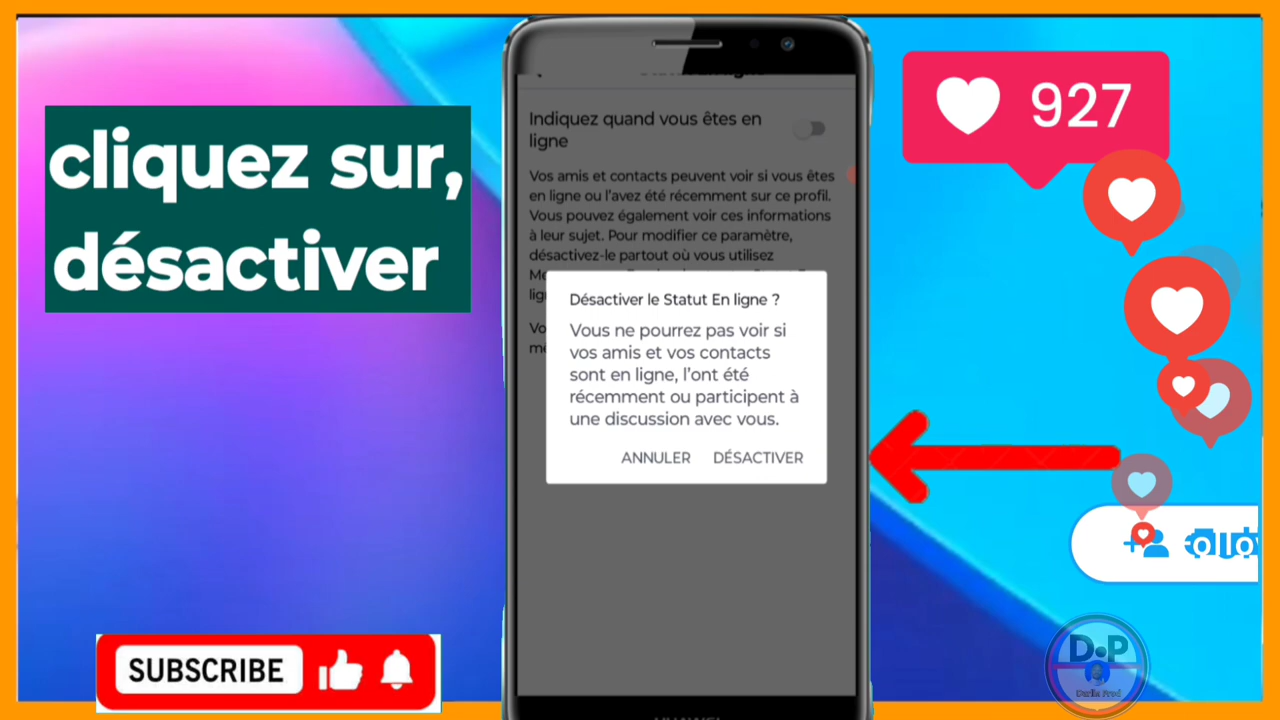 cliquez sur,
désactiver
Indiquez quand vous êtes en
ligne
Vos amis et contacts peuvent voir si vous êtes
en ligne ou l'avez été récemment sur ce profil.
Vous pouvez également voir ces informations
à leur sujet. Pour modifier ce paramètre,
désactivez-le partout où vous utilisez
Désactiver le Statut En ligne ?
Vous ne pourrez pas voir si
vos amis et vos contacts
sont en ligne, l'ont été
récemment ou participent à
une discussion avec vous.
ANNULER DÉSACTIVER
927
SUBSCRIBE
D.P
Darlin Prod